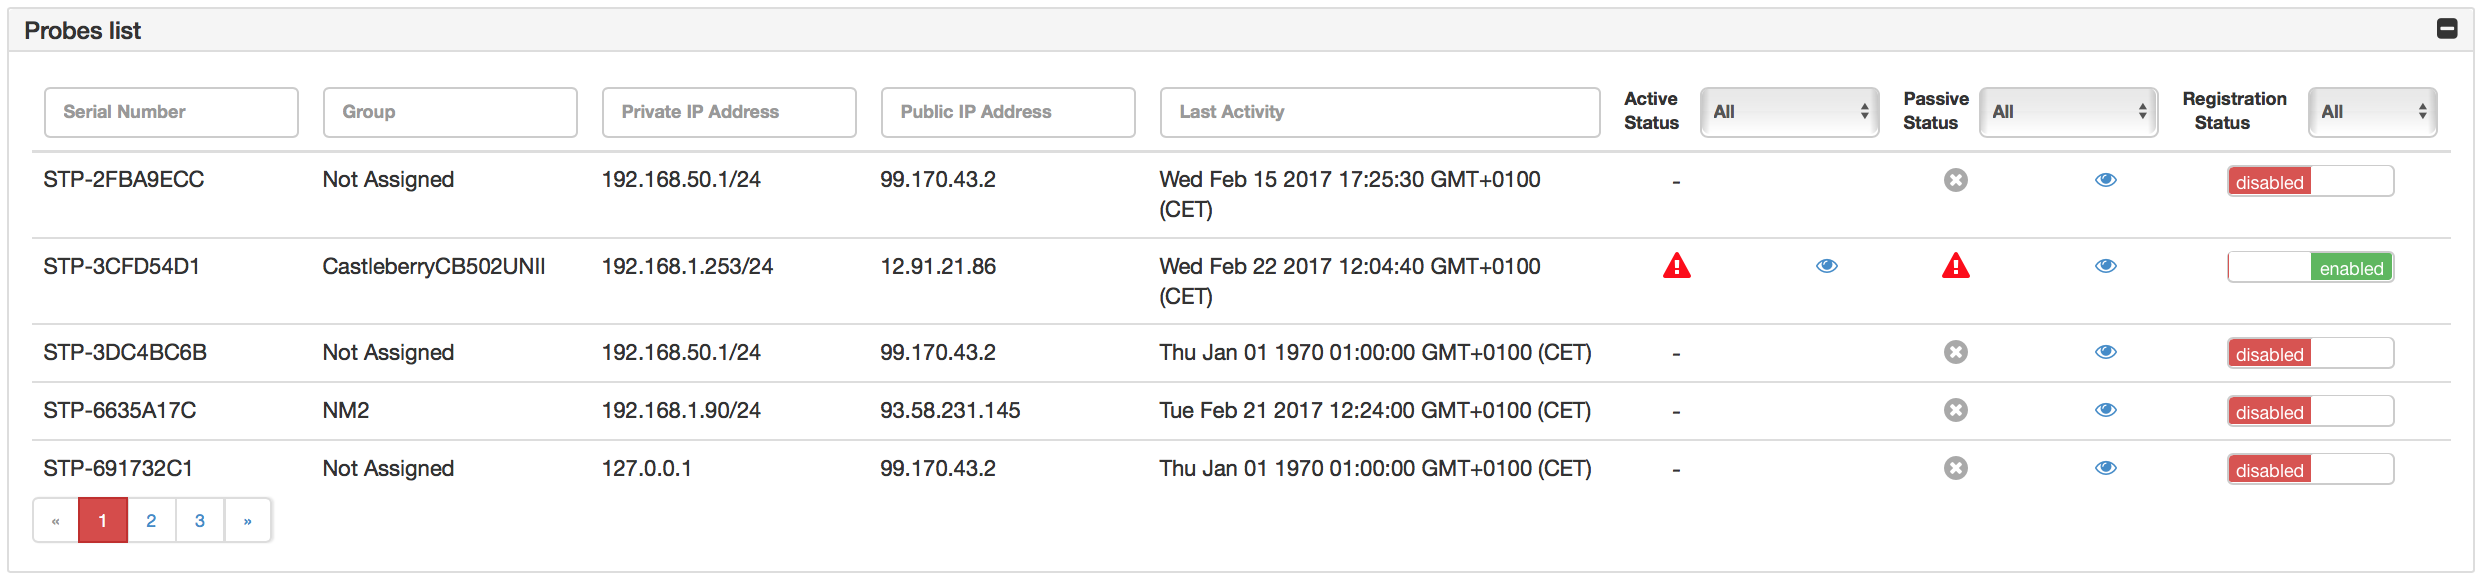 Probes list
Serial Number Group Private IP Address Public IP Address Last Activity Active Status All Passive Status All Registration Status All
STP-2FBA9ECC Not Assigned 192.168.50.1/24 99.170.43.2 Wed Feb 15 2017 17:25:30 GMT+0100 - disabled
(CET)
STP-3CFD54D1 CastleberryCB502UNII 192.168.1.253/24 12.91.21.86 Wed Feb 22 2017 12:04:40 GMT+0100 enabled
(CET)
STP-3DC4BC6B Not Assigned 192.168.50.1/24 99.170.43.2 Thu Jan 01 1970 01:00:00 GMT+0100 (CET) - disabled
STP-6635A17C NM2 192.168.1.90/24 93.58.231.145 Tue Feb 21 2017 12:24:00 GMT+0100 (CET) - disabled
STP-691732C1 Not Assigned 127.0.0.1 99.170.43.2 Thu Jan 01 1970 01:00:00 GMT+0100 (CET) - disabled
« 1 2 3 »